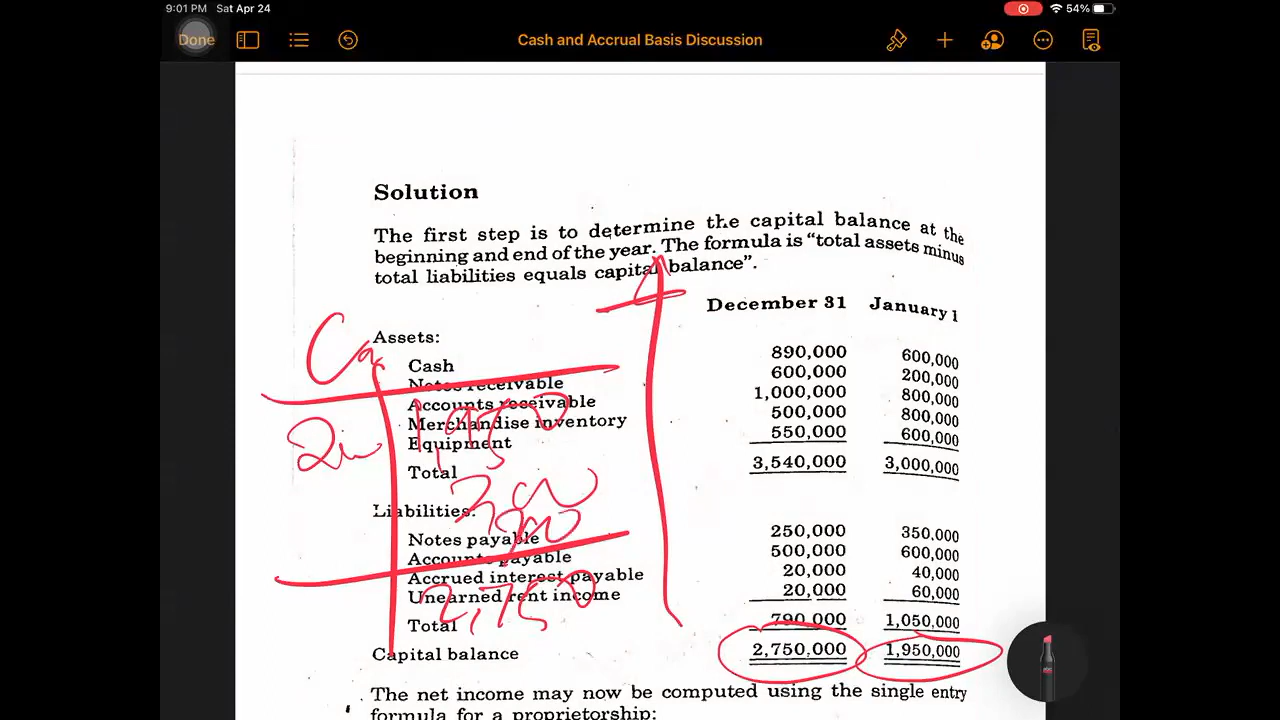 9:01 PM Sat Apr 24
54%
Done
Cash and Accrual Basis Discussion
Solution
The first step is to determine the capital balance at the
beginning and end of the year. The formula is "total assets minus
total liabilities equals capital balance".
December 31 January 1
Assets:
Cash 890,000 600,000
Notes receivable 600,000 200,000
Accounts receivable 1,000,000 800,000
Merchandise inventory 500,000 800,000
Equipment 550,000 600,000
Total 3,540,000 3,000,000
Liabilities:
Notes payable 250,000 350,000
Accounts payable 500,000 600,000
Accrued interest payable 20,000 40,000
Unearned rent income 20,000 60,000
Total 790,000 1,050,000
Capital balance 2,750,000 1,950,000
The net income may now be computed using the single entry
formula for a proprietorship:
1,950
2,750